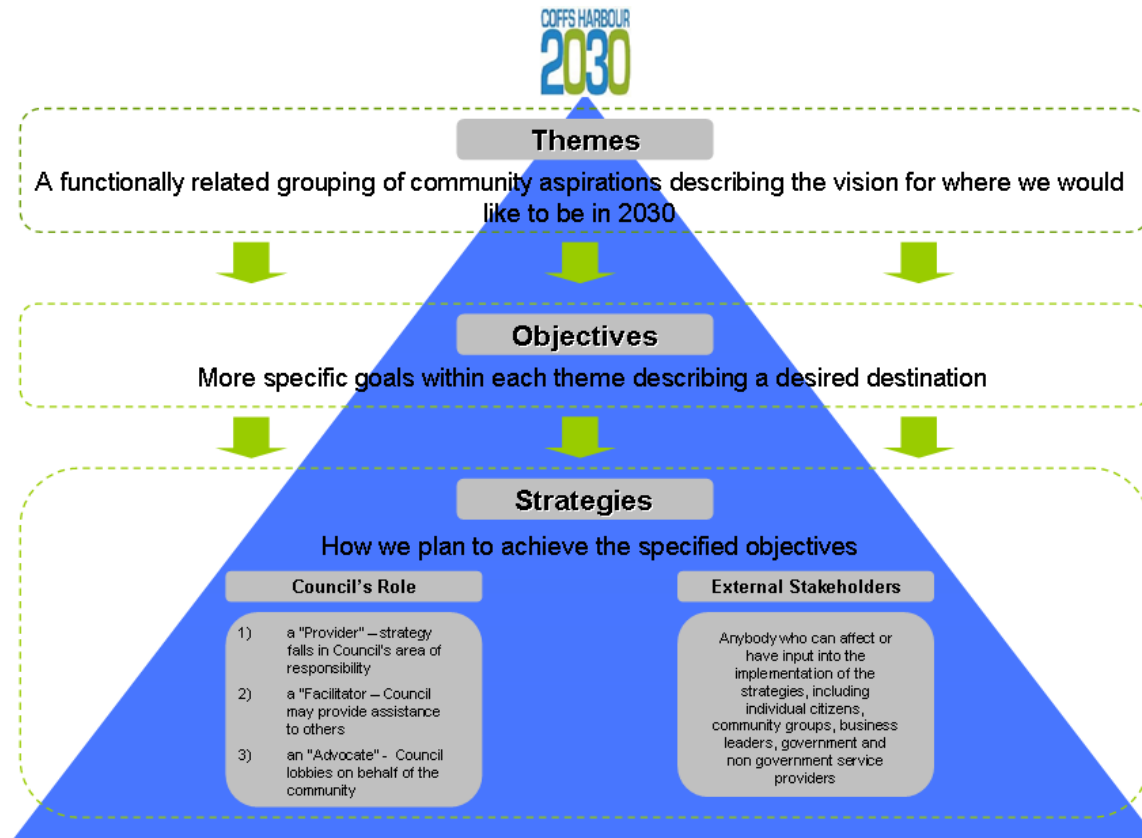 COFFS HARBOUR
2030
Themes
A functionally related grouping of community aspirations describing the vision for where we would
like to be in 2030
Objectives
More specific goals within each theme describing a desired destination
Strategies
How we plan to achieve the specified objectives
Council's Role
1) a "Provider" – strategy
falls in Council's area of
responsibility
2) a "Facilitator – Council
may provide assistance
to others
3) an "Advocate" - Council
lobbies on behalf of the
community
External Stakeholders
Anybody who can affect or
have input into the
implementation of the
strategies, including
individual citizens,
community groups, business
leaders, government and
non government service
providers